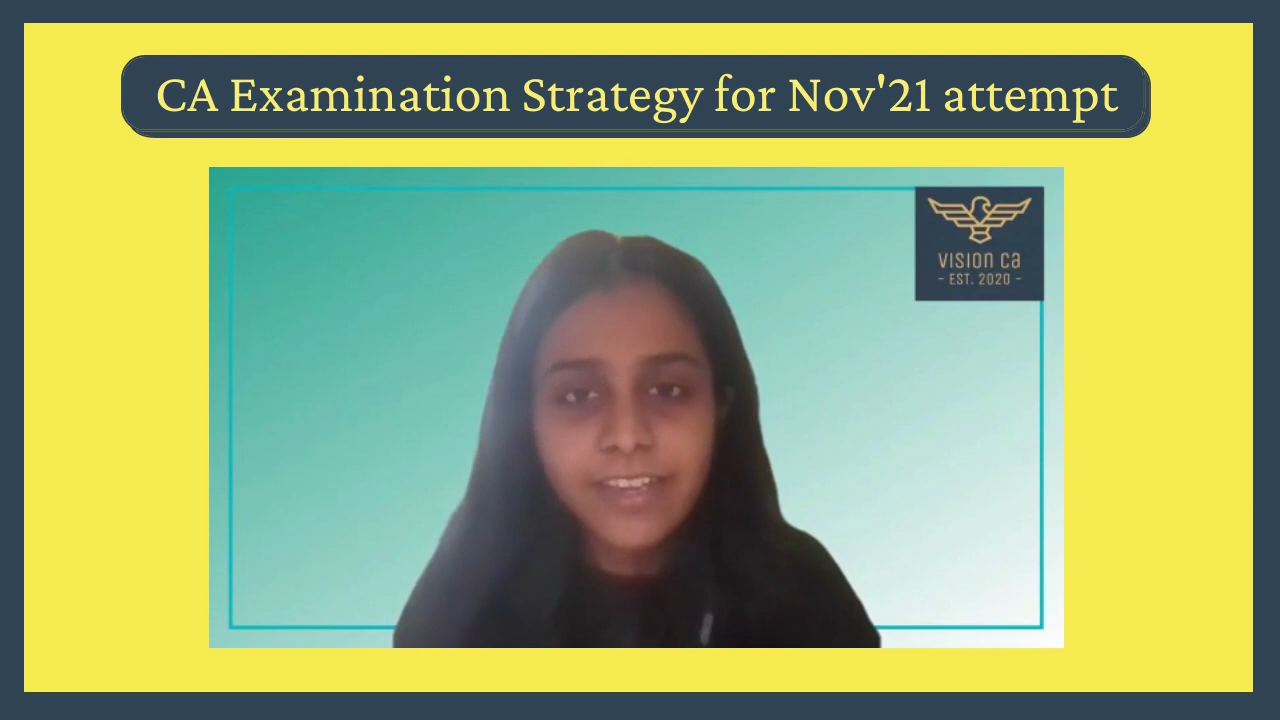 CA Examination Strategy for Nov'21 attempt
VISION CA
- EST. 2020 -